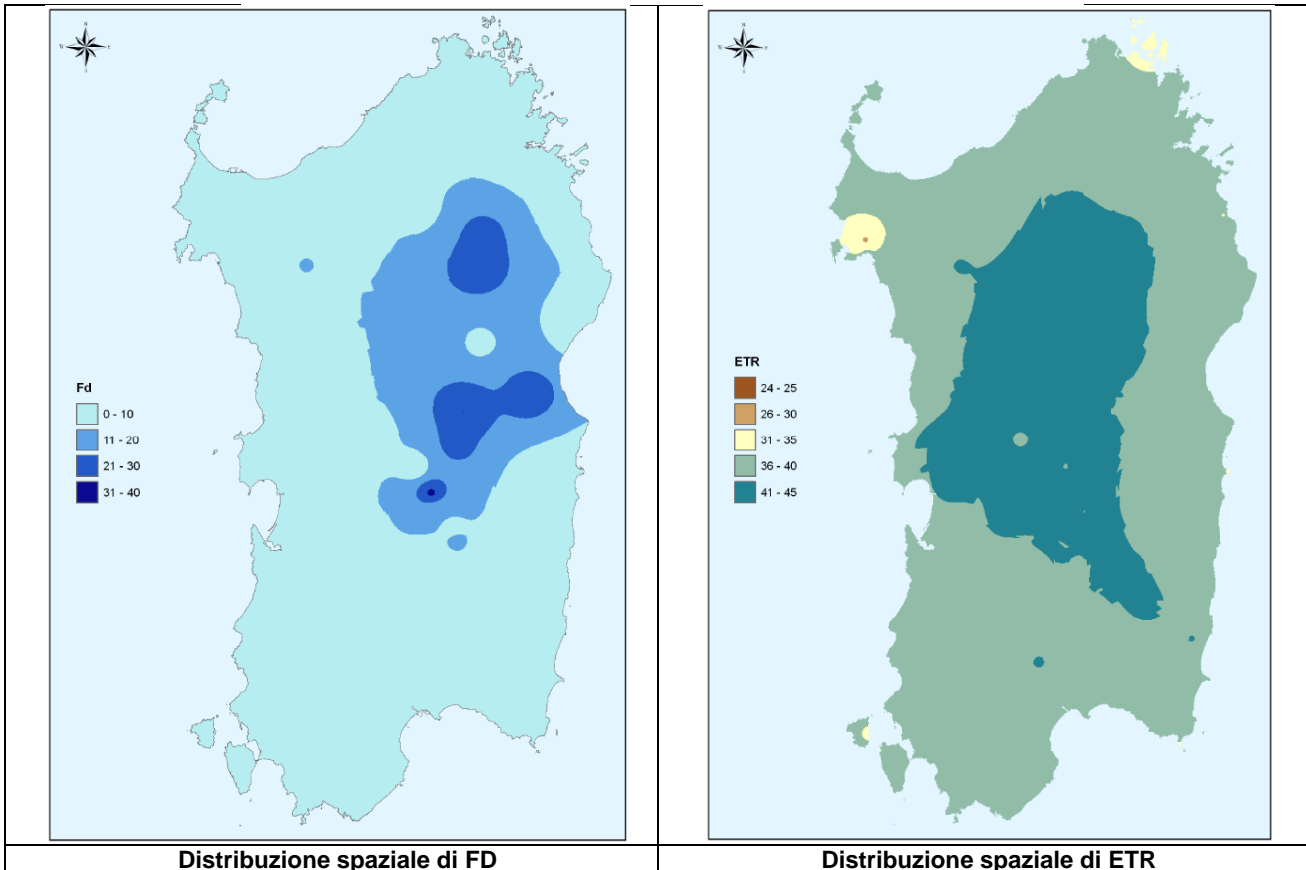 Fd
0 - 10
11 - 20
21 - 30
31 - 40
ETR
24 - 25
26 - 30
31 - 35
36 - 40
41 - 45
Distribuzione spaziale di FD
Distribuzione spaziale di ETR